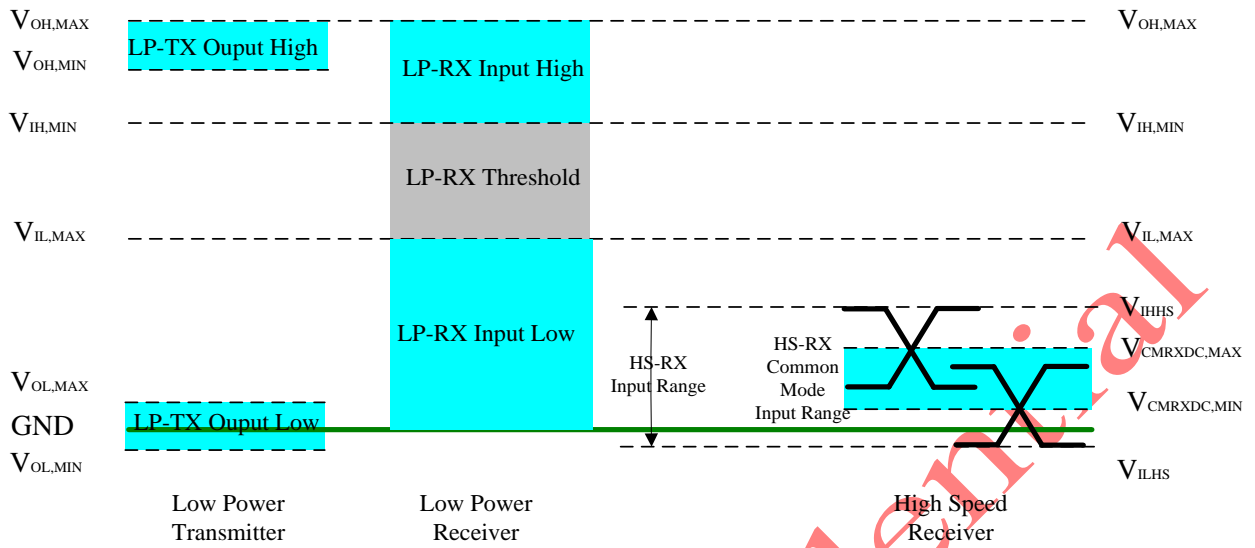 VOH,MAX
VOH,MIN
VIH,MIN
VIL,MAX
VOL,MAX
GND
VOL,MIN
LP-TX Ouput High
LP-TX Ouput Low
Low Power
Transmitter
LP-RX Input High
LP-RX Threshold
LP-RX Input Low
Low Power
Receiver
HS-RX
Input Range
HS-RX
Common
Mode
Input Range
High Speed
Receiver
VOH,MAX
VIH,MIN
VIL,MAX
VIHHS
VCMRXDC,MAX
VCMRXDC,MIN
VILHS